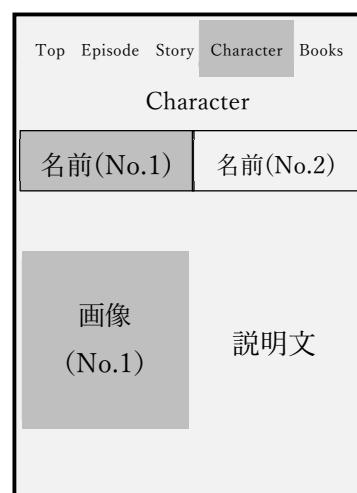 Top Episode Story Character Books
Character
名前(No.1) 名前(No.2)
画像
(No.1)
説明文